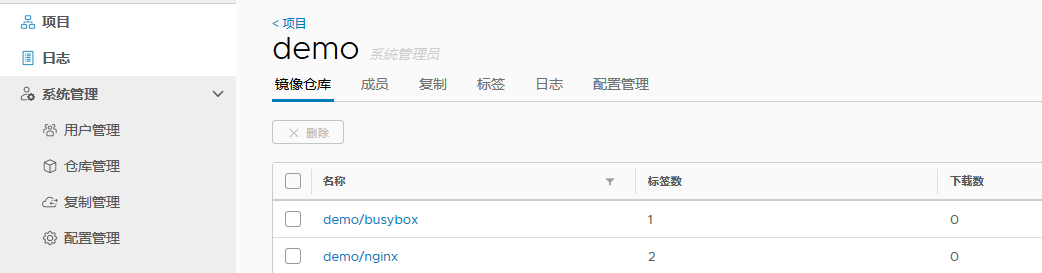 项目
日志
系统管理
用户管理
仓库管理
复制管理
配置管理
< 项目
demo 系统管理员
镜像仓库 成员 复制 标签 日志 配置管理
× 删除
名称 标签数 下载数
demo/busybox 1 0
demo/nginx 2 0